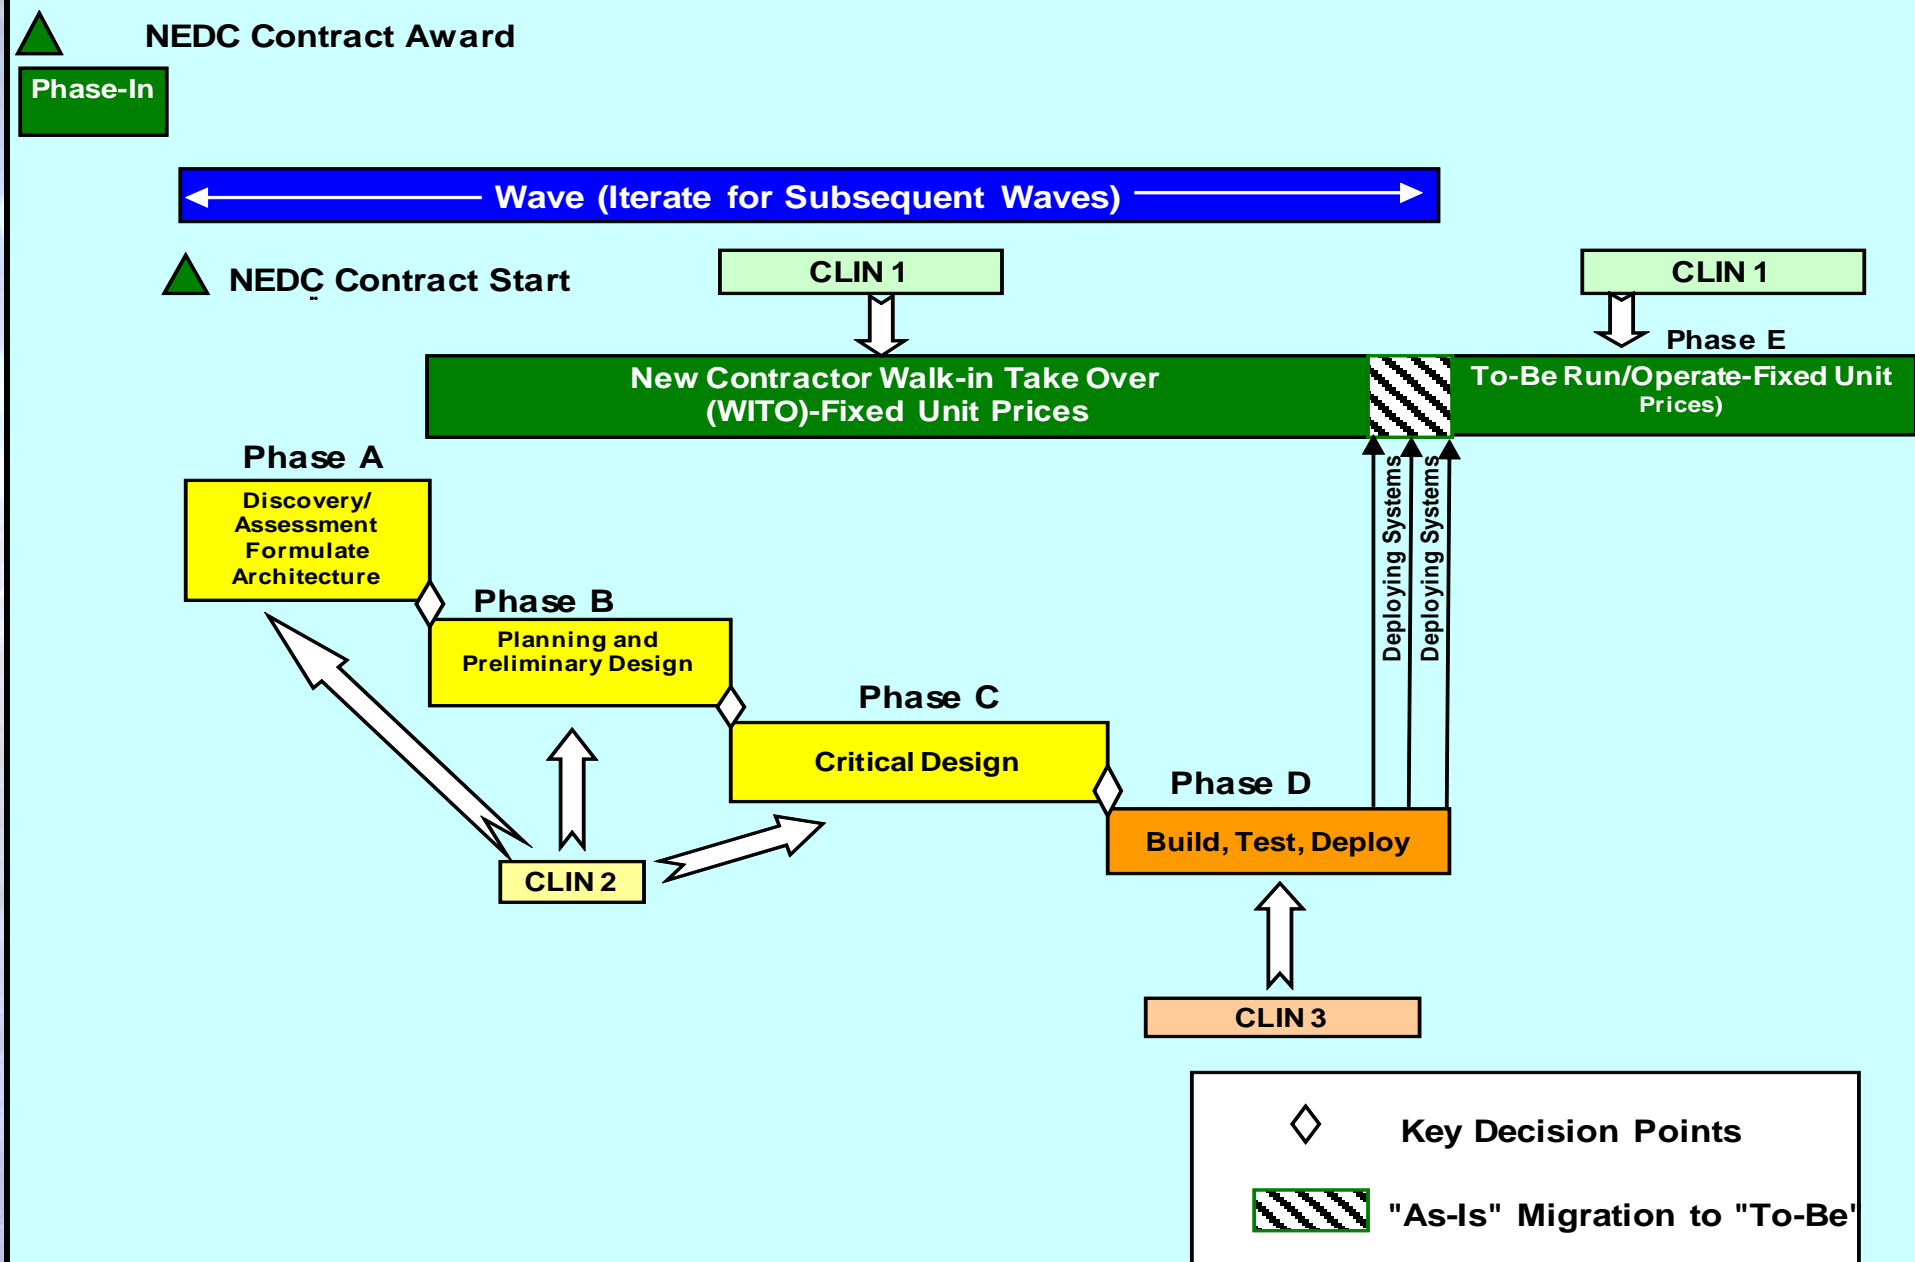 NEDC Contract Award
Phase-In
Wave (Iterate for Subsequent Waves)
NEDC Contract Start
CLIN 1
CLIN 1
Phase E
New Contractor Walk-in Take Over
(WITO)-Fixed Unit Prices
To-Be Run/Operate-Fixed Unit
Prices)
Phase A
Discovery/
Assessment
Formulate
Architecture
Deploying Systems
Deploying Systems
Phase B
Planning and
Preliminary Design
Phase C
Critical Design
Phase D
Build, Test, Deploy
CLIN 2
CLIN 3
Key Decision Points
"As-Is" Migration to "To-Be'